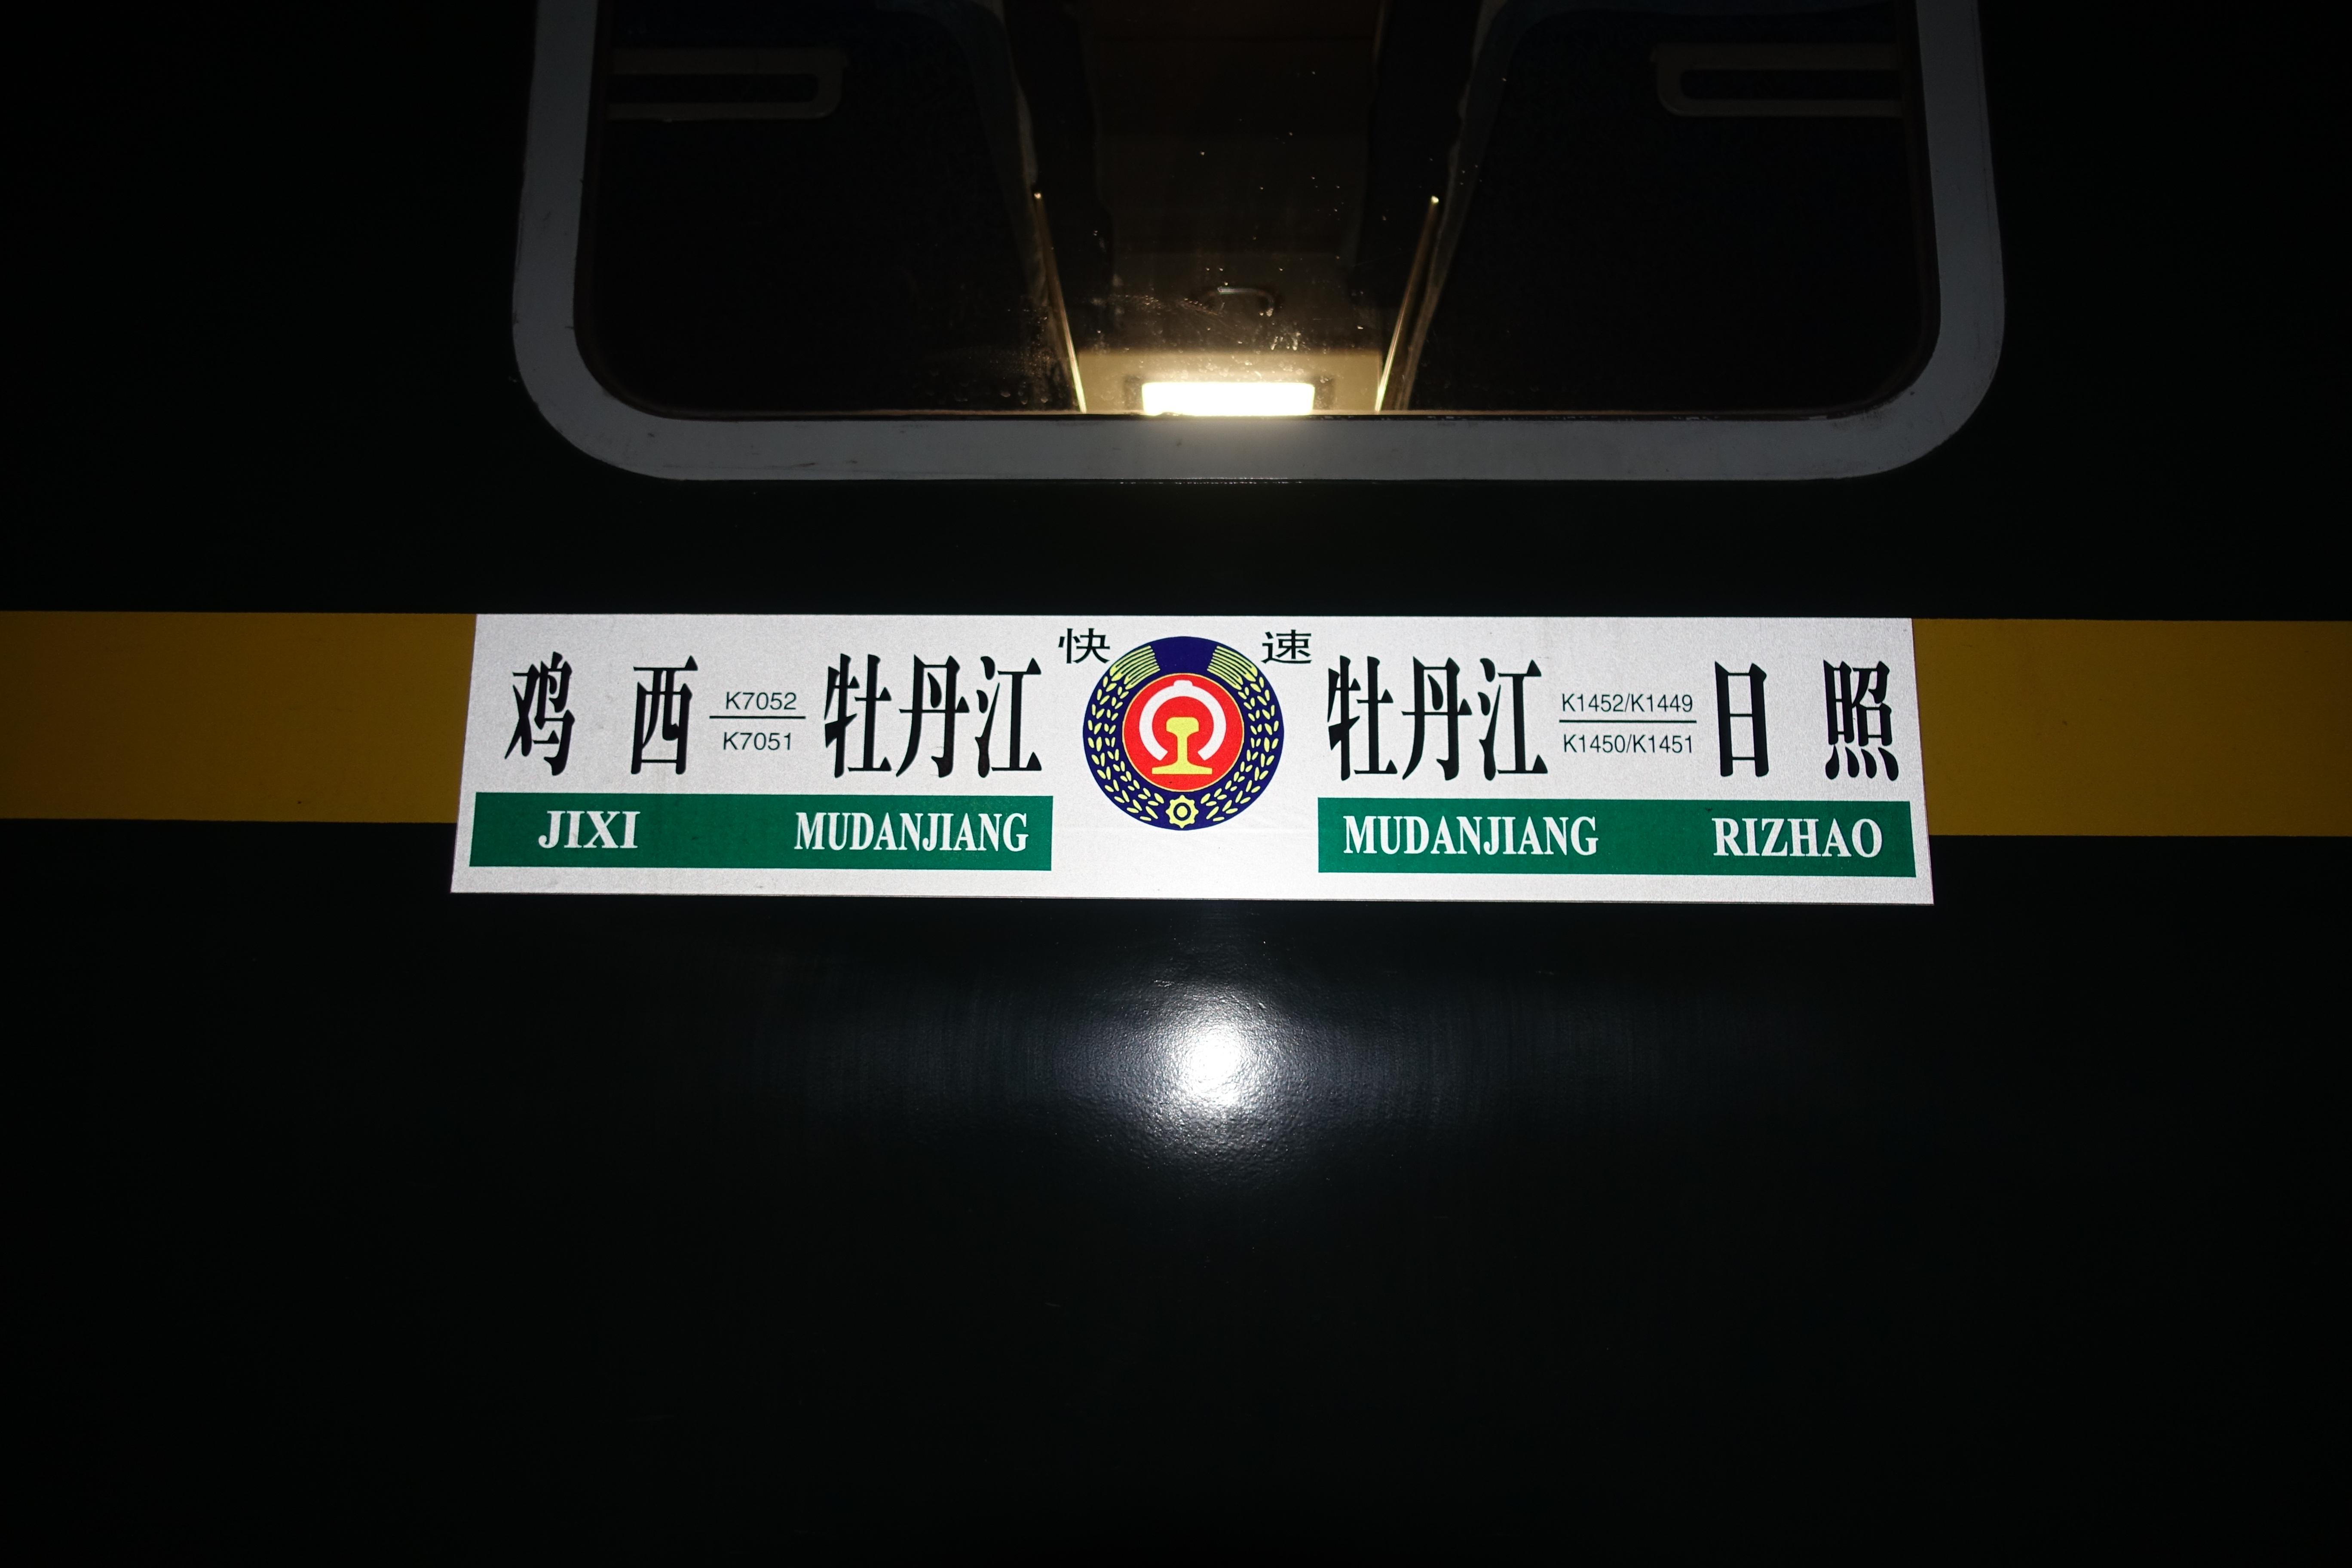 快 速
鸡 西 K7052 牡丹江 牡丹江 K1452/K1449 日 照
K7051 K1450/K1451
JIXI MUDANJIANG MUDANJIANG RIZHAO